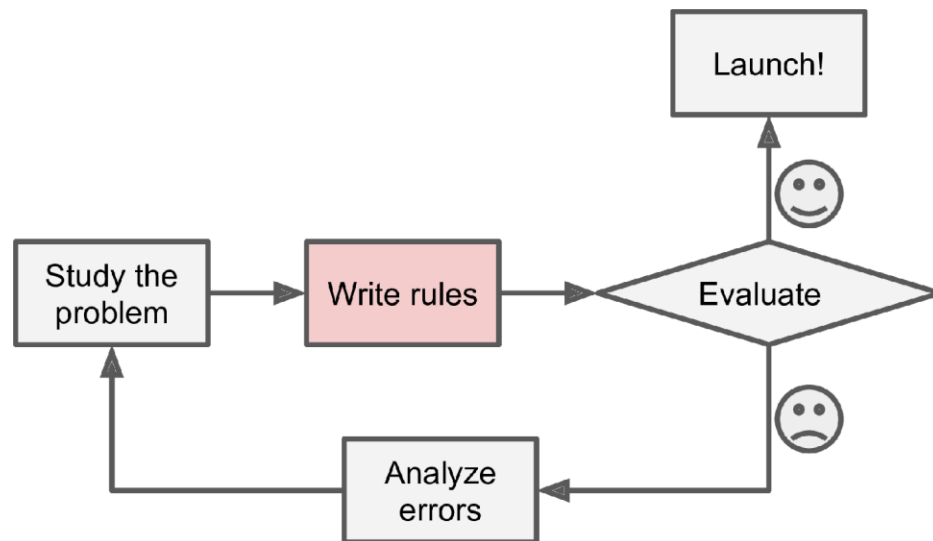 Launch!
Study the
problem
Write rules
Evaluate
Analyze
errors